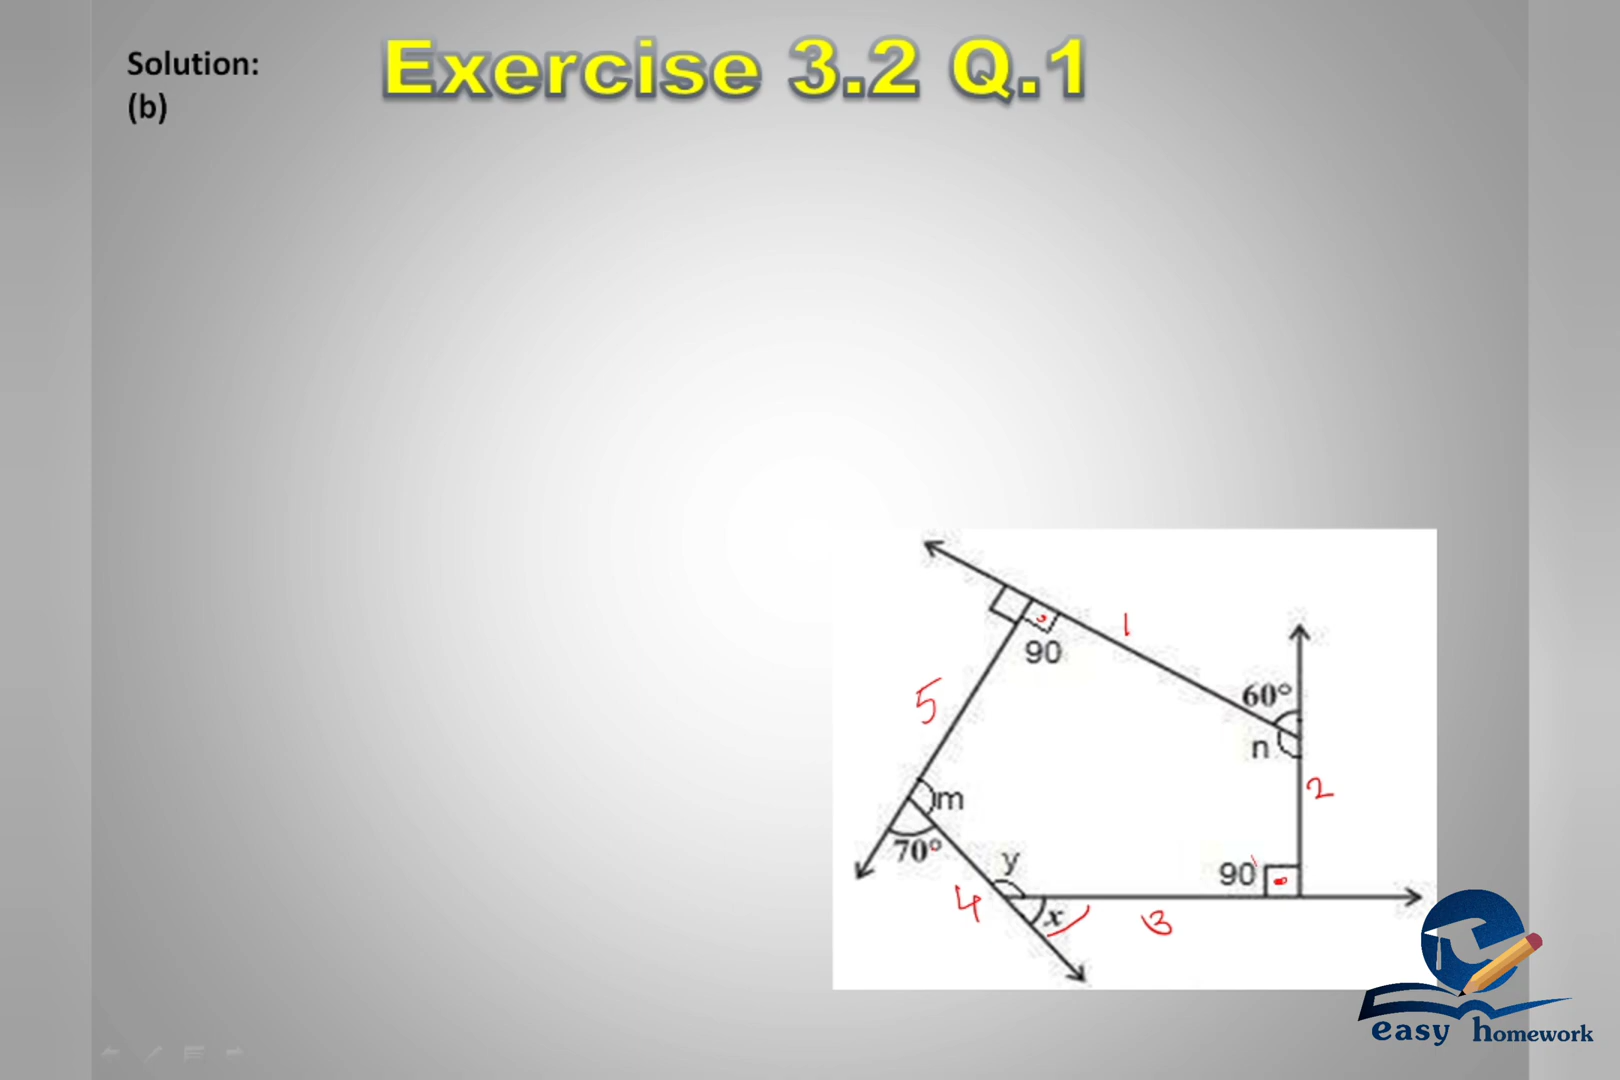 Solution:
(b)
Exercise 3.2 Q.1
1
90
5
60°
n
2
m
70°
y
90
4
x
3
easy homework